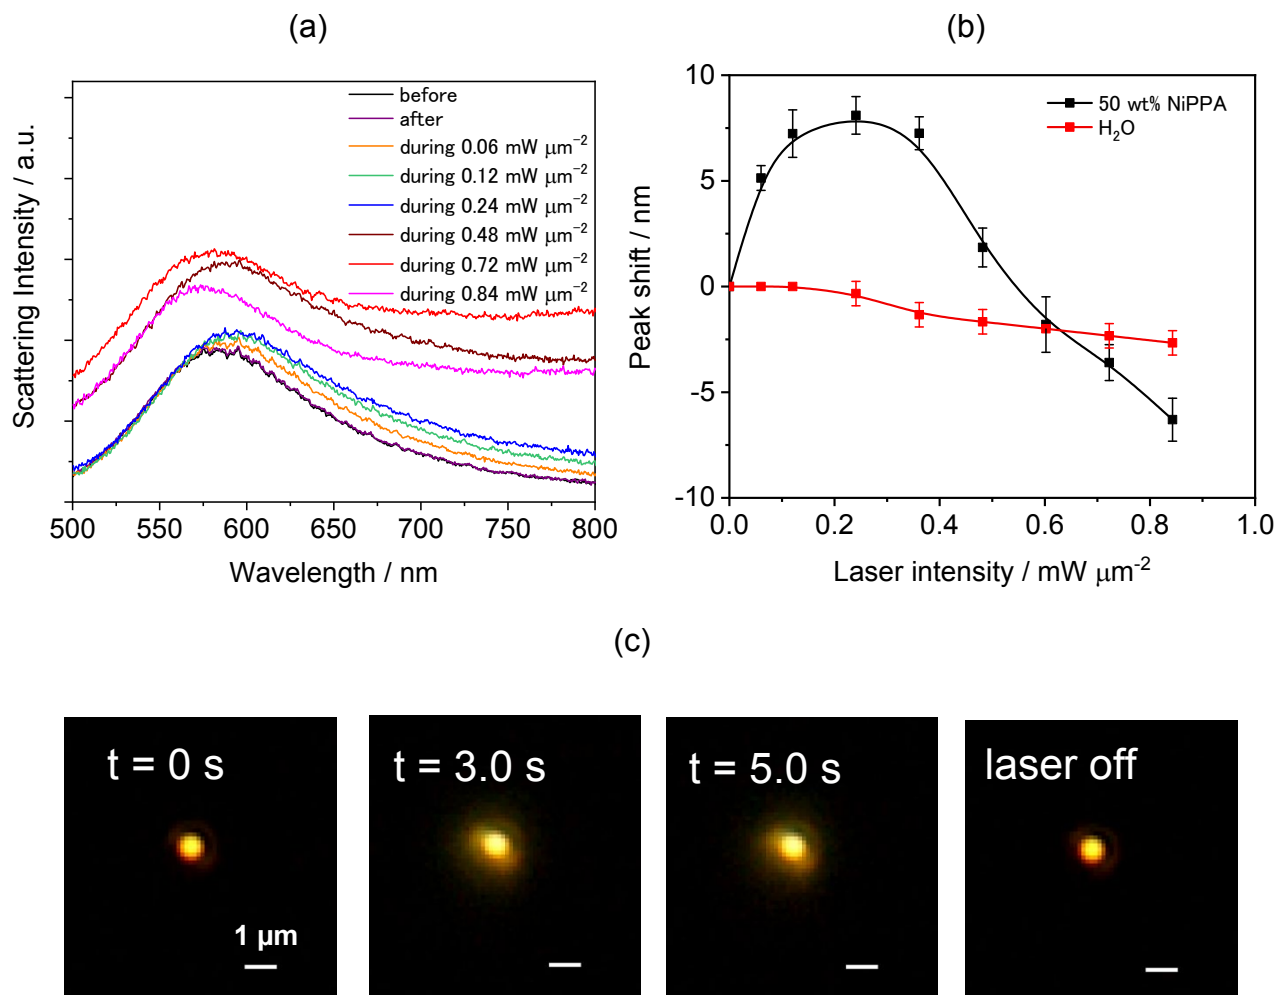 (a)
before
after
during 0.06 mW μm⁻²
during 0.12 mW μm⁻²
during 0.24 mW μm⁻²
during 0.48 mW μm⁻²
during 0.72 mW μm⁻²
during 0.84 mW μm⁻²
Scattering Intensity / a.u.
500 550 600 650 700 750 800
Wavelength / nm
(b)
50 wt% NiPPA
H₂O
10
5
0
-5
-10
Peak shift / nm
0.0 0.2 0.4 0.6 0.8 1.0
Laser intensity / mW μm⁻²
(c)
t = 0 s
1 μm
t = 3.0 s
t = 5.0 s
laser off